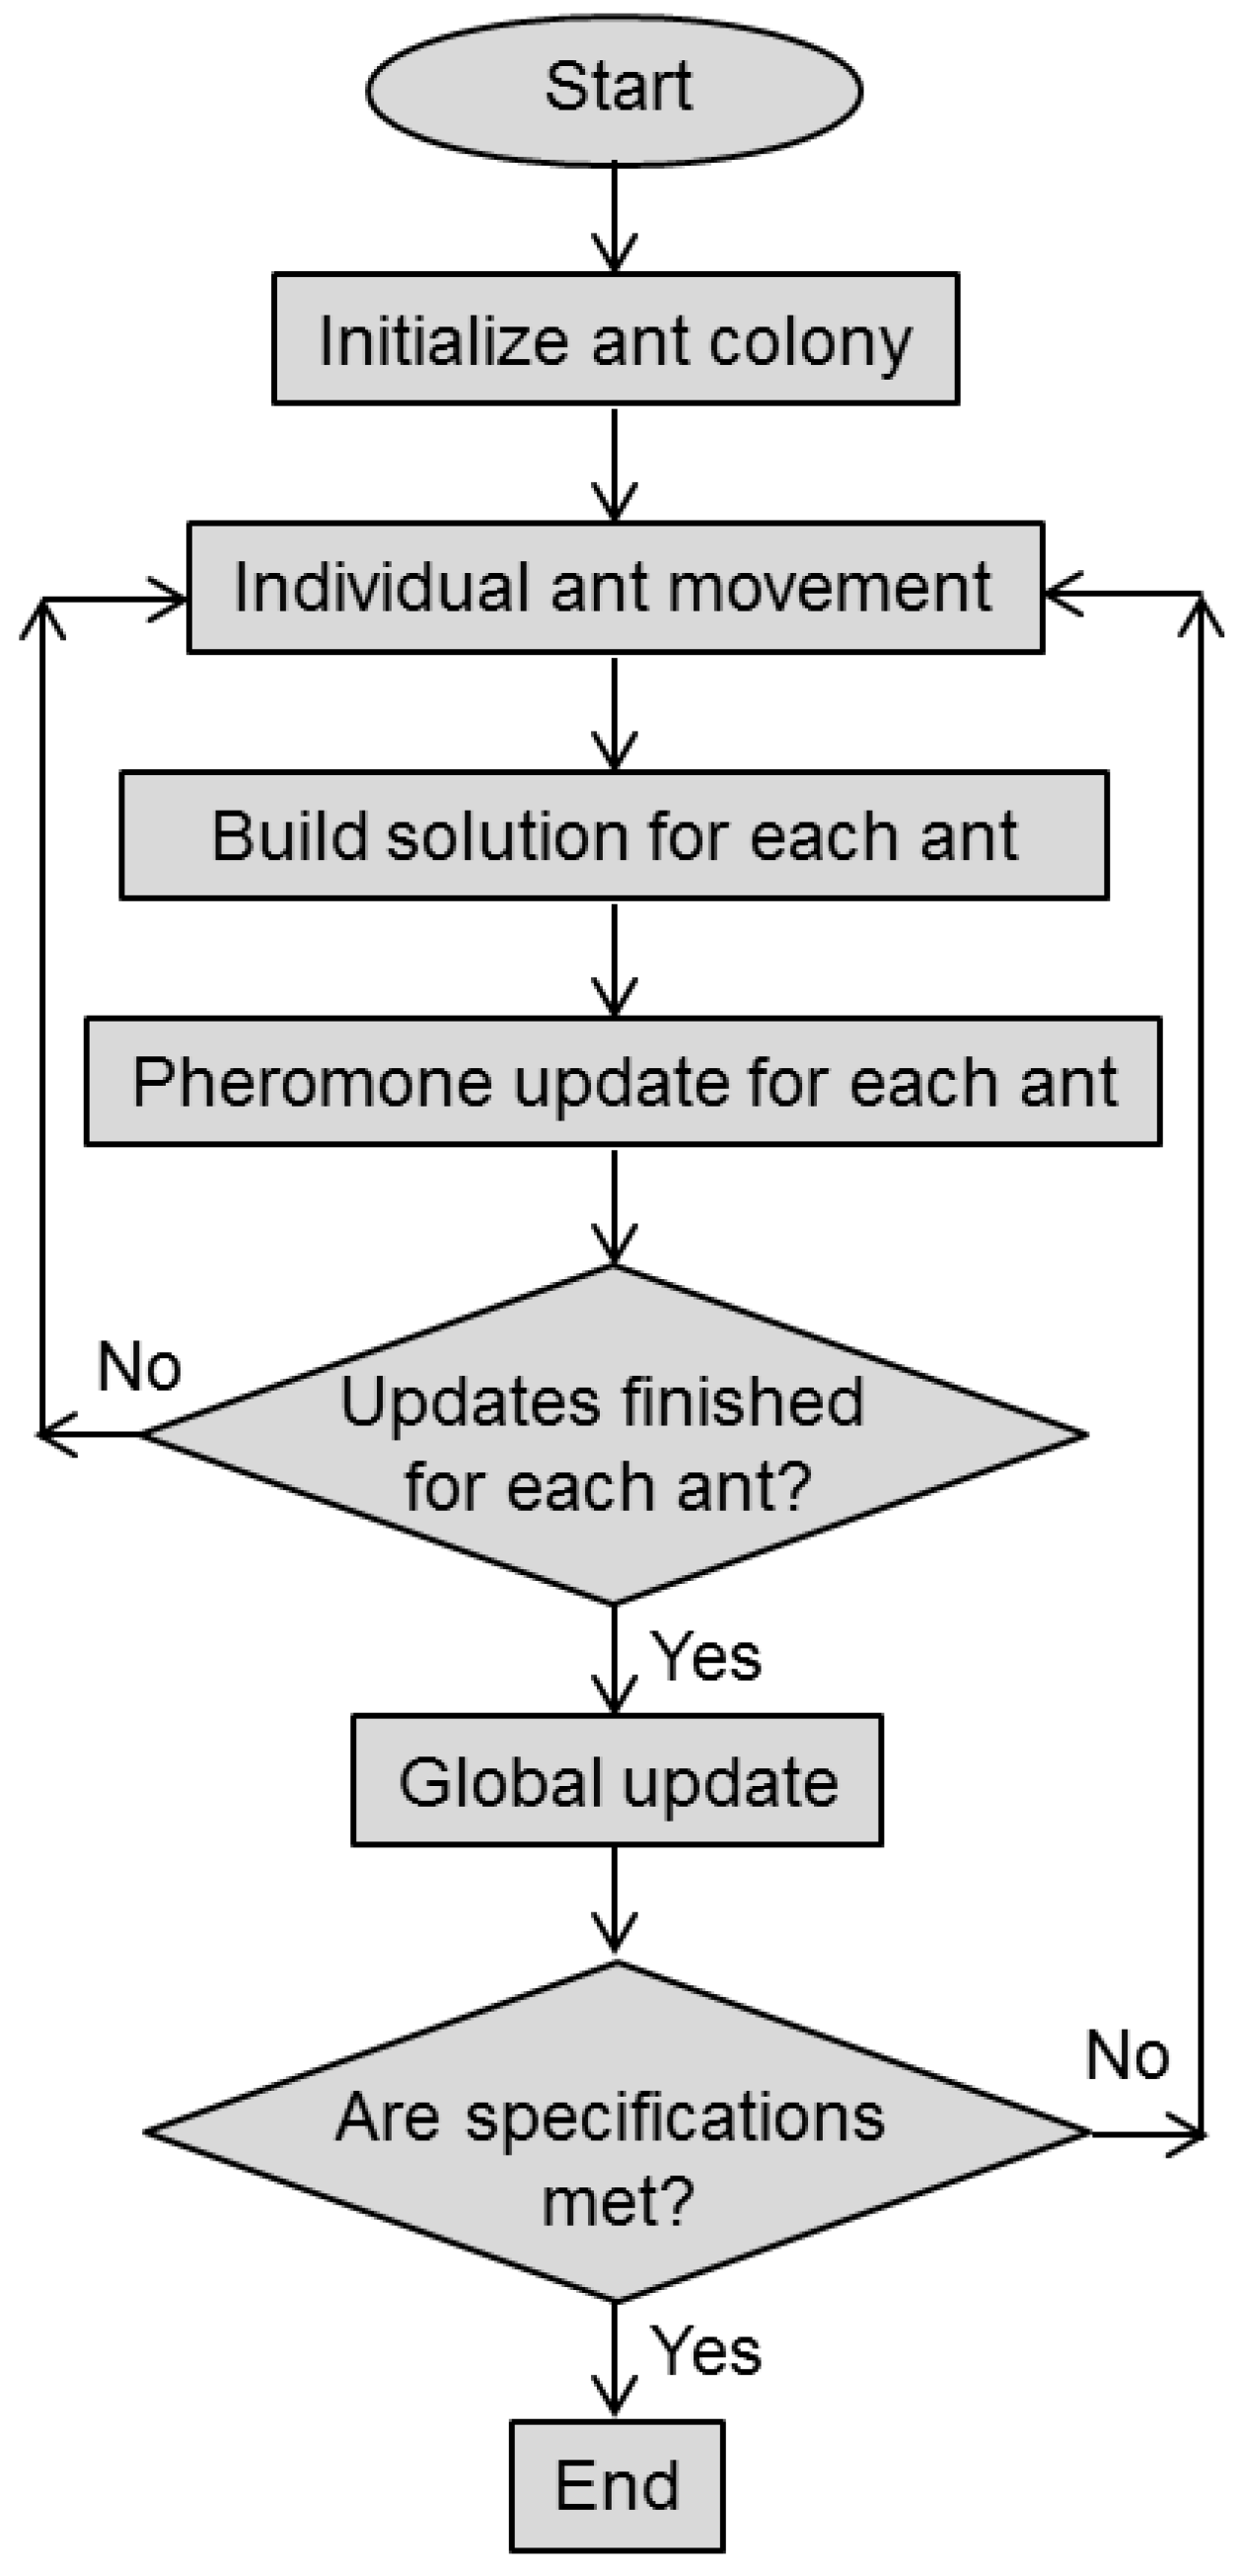 Start
Initialize ant colony
Individual ant movement
Build solution for each ant
Pheromone update for each ant
No
Updates finished
for each ant?
Yes
Global update
No
Are specifications
met?
Yes
End